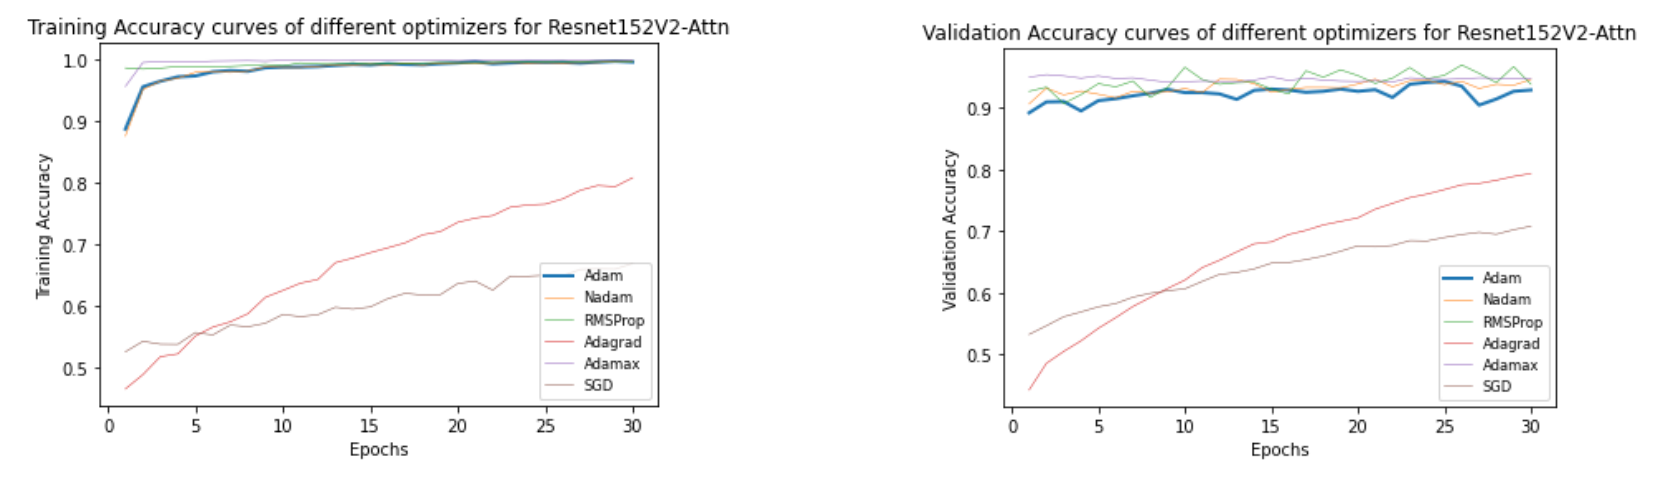 Training Accuracy curves of different optimizers for Resnet152V2-Attn
1.0
0.9
0.8
0.7
0.6
0.5
Training Accuracy
0 5 10 15 20 25 30
Epochs
Adam
Nadam
RMSProp
Adagrad
Adamax
SGD
Validation Accuracy curves of different optimizers for Resnet152V2-Attn
0.9
0.8
0.7
0.6
0.5
Validation Accuracy
0 5 10 15 20 25 30
Epochs
Adam
Nadam
RMSProp
Adagrad
Adamax
SGD